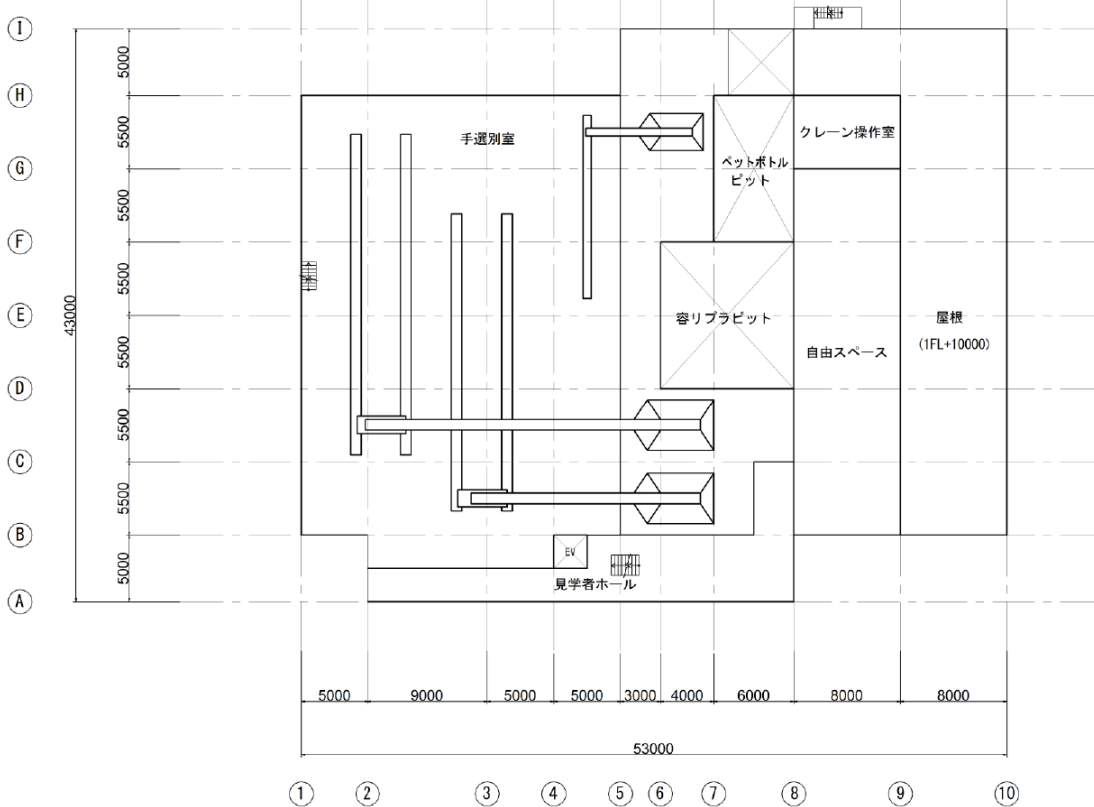 I
H
G
F
E
D
C
B
A
5000
5500
5500
5500
5500
5500
5500
5000
43000
手選別室
クレーン操作室
ペットボトル
ピット
容リプラピット
自由スペース
屋根
(1FL+10000)
EV
見学者ホール
5000
9000
5000
5000
3000
4000
6000
8000
8000
53000
1
2
3
4
5
6
7
8
9
10